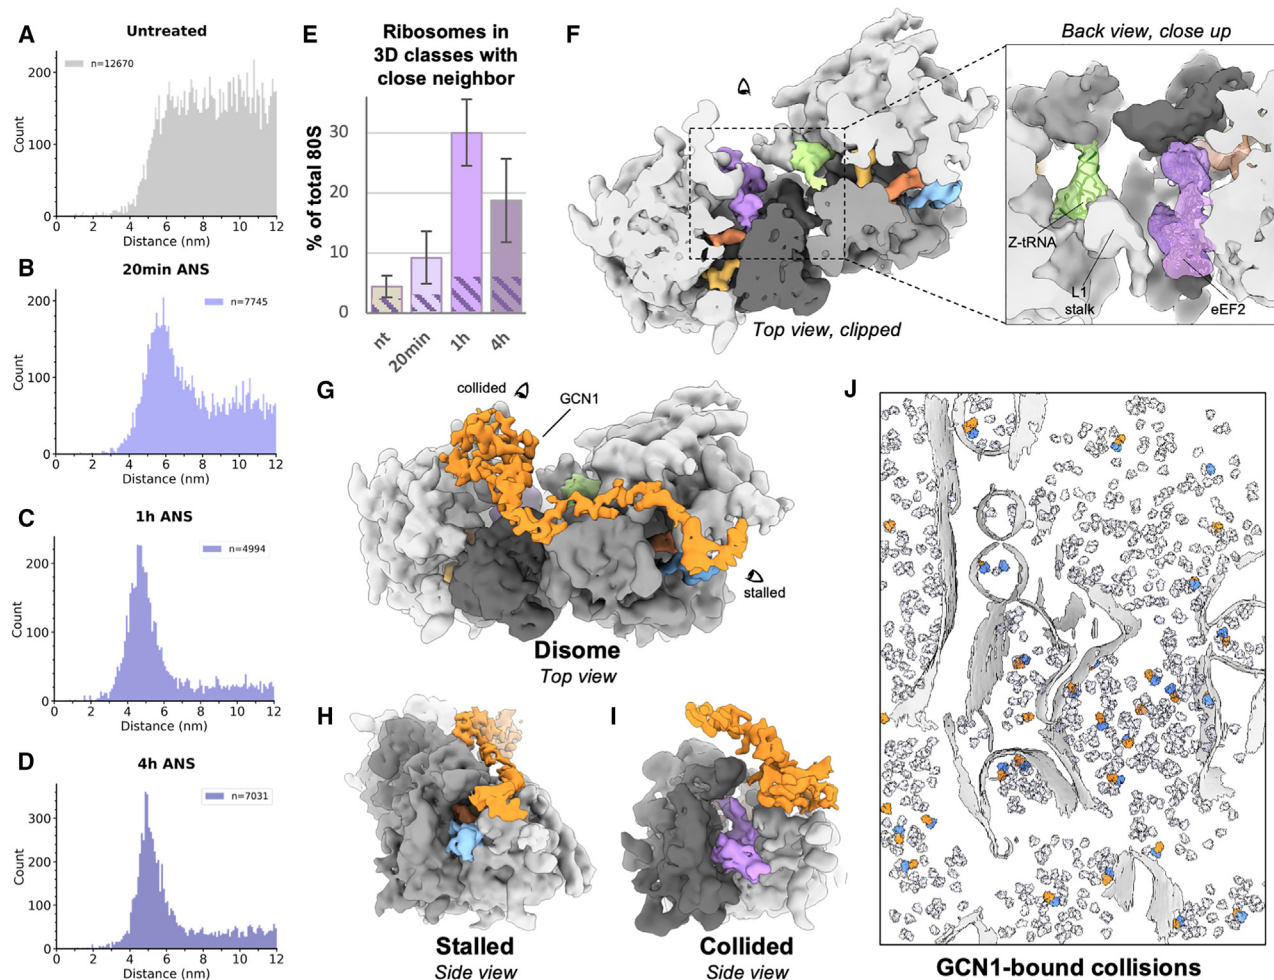 A
Untreated
n=12670
200
100
0
Count
0 2 4 6 8 10 12
Distance (nm)
B
20min ANS
n=7745
200
100
0
Count
0 2 4 6 8 10 12
Distance (nm)
C
1h ANS
n=4994
200
100
0
Count
0 2 4 6 8 10 12
Distance (nm)
D
4h ANS
n=7031
300
200
100
0
Count
0 2 4 6 8 10 12
Distance (nm)
E
Ribosomes in
3D classes with
close neighbor
% of total 80S
30
20
10
0
nt
20min
1h
4h
F
Top view, clipped
Back view, close up
Z-tRNA
L1
stalk
eEF2
G
collided
GCN1
stalled
Disome
Top view
H
Stalled
Side view
I
Collided
Side view
J
GCN1-bound collisions